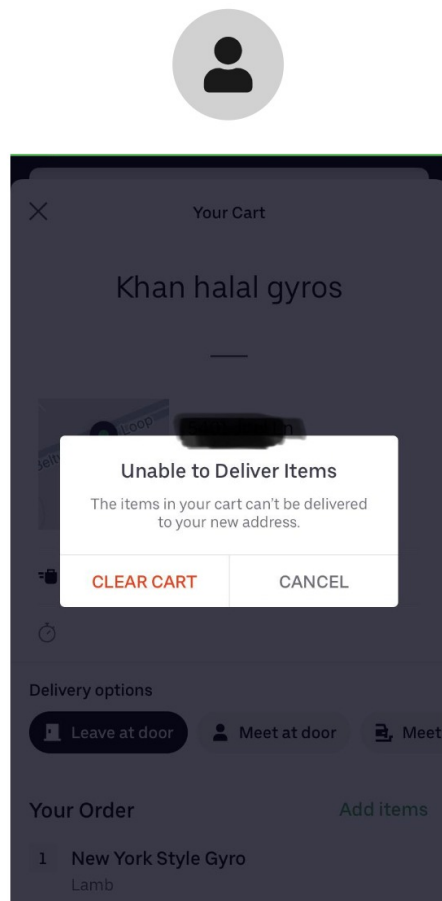 Your Cart
Khan halal gyros
Loop
Unable to Deliver Items
The items in your cart can't be delivered
to your new address.
CLEAR CART
CANCEL
Delivery options
Leave at door
Meet at door
Meet
Your Order
Add items
1 New York Style Gyro
Lamb